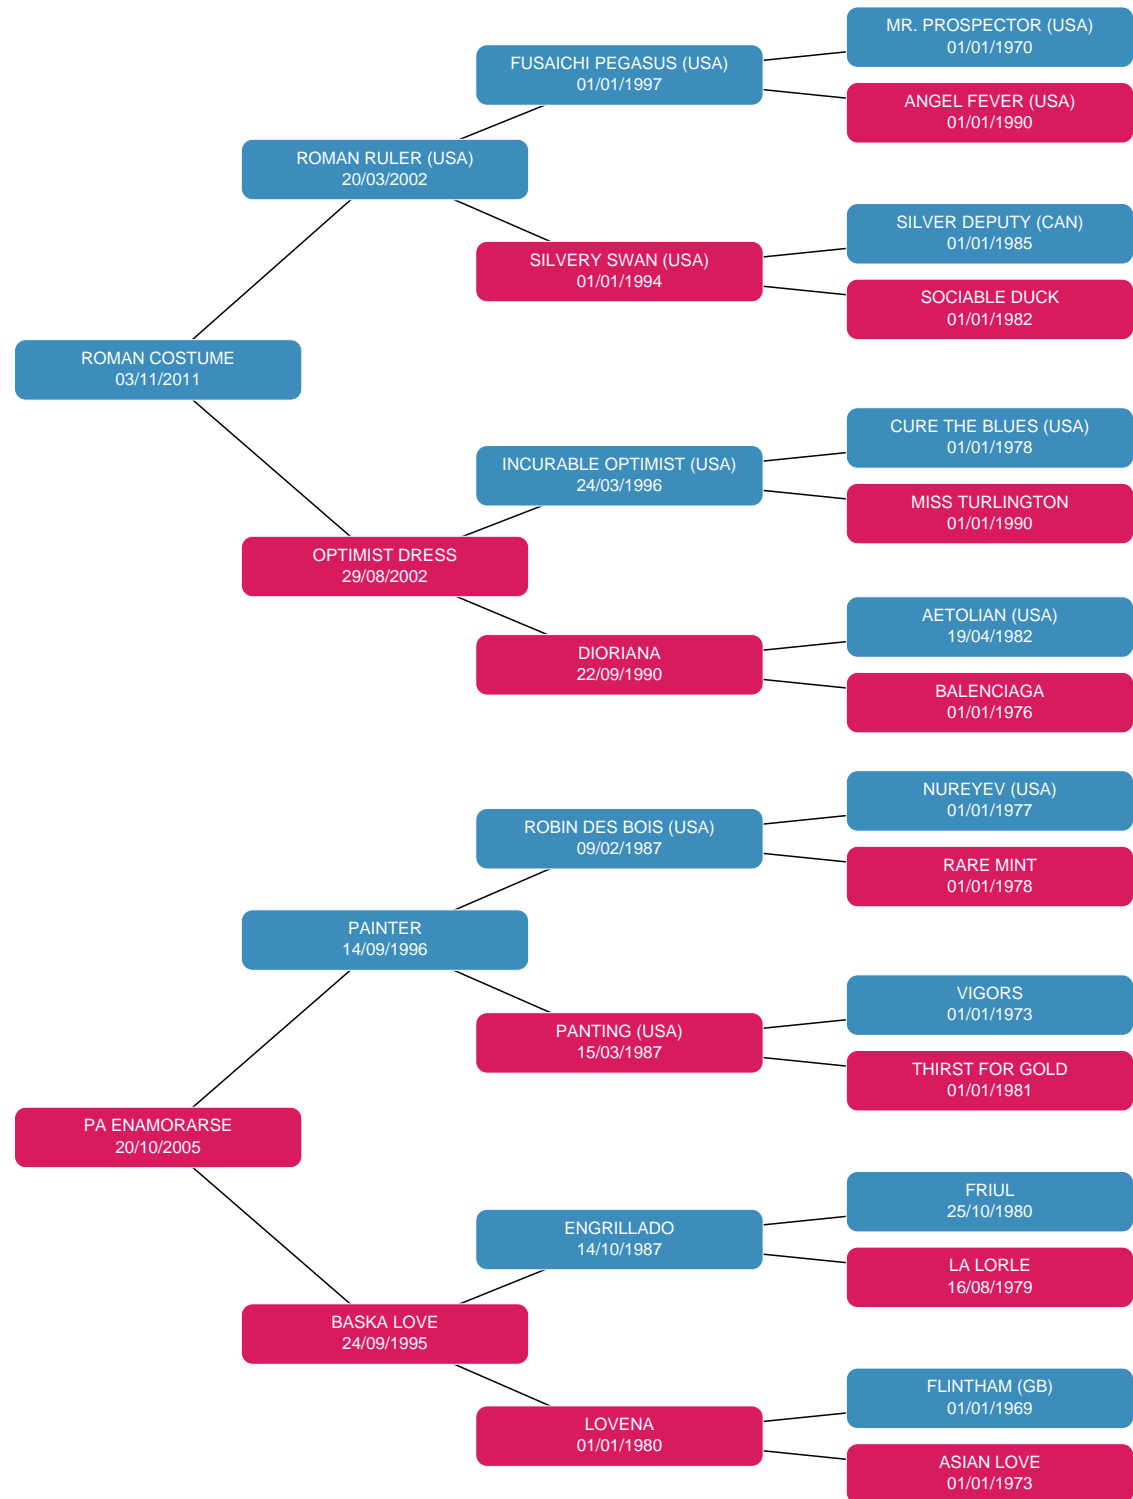 MR. PROSPECTOR (USA)
01/01/1970
FUSAICHI PEGASUS (USA)
01/01/1997
ANGEL FEVER (USA)
01/01/1990
ROMAN RULER (USA)
20/03/2002
SILVER DEPUTY (CAN)
01/01/1985
SILVERY SWAN (USA)
01/01/1994
SOCIABLE DUCK
01/01/1982
ROMAN COSTUME
03/11/2011
CURE THE BLUES (USA)
01/01/1978
INCURABLE OPTIMIST (USA)
24/03/1996
MISS TURLINGTON
01/01/1990
OPTIMIST DRESS
29/08/2002
AETOLIAN (USA)
19/04/1982
DIORIANA
22/09/1990
BALENCIAGA
01/01/1976
NUREYEV (USA)
01/01/1977
ROBIN DES BOIS (USA)
09/02/1987
RARE MINT
01/01/1978
PAINTER
14/09/1996
VIGORS
01/01/1973
PANTING (USA)
15/03/1987
THIRST FOR GOLD
01/01/1981
PA ENAMORARSE
20/10/2005
FRIUL
25/10/1980
ENGRILLADO
14/10/1987
LA LORLE
16/08/1979
BASKA LOVE
24/09/1995
FLINTHAM (GB)
01/01/1969
LOVENA
01/01/1980
ASIAN LOVE
01/01/1973